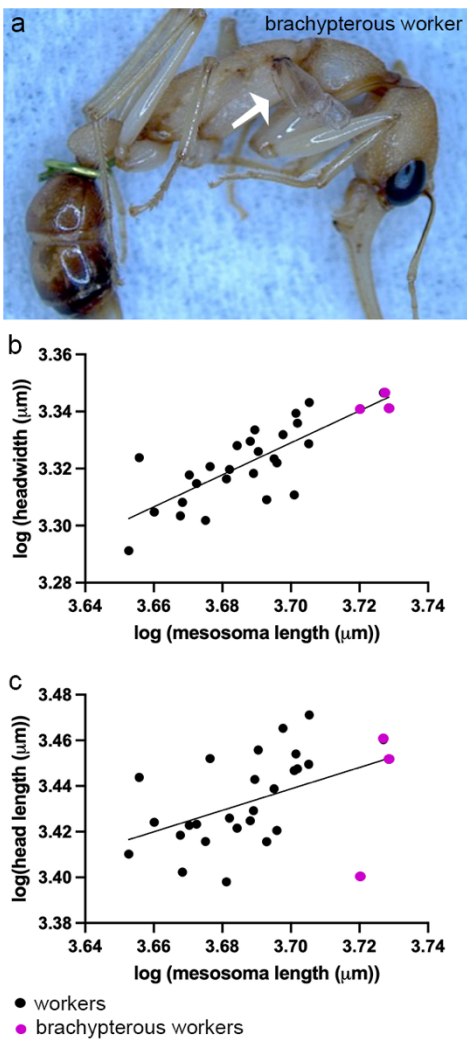 a
brachypterous worker
b
log (headwidth (µm))
3.36
3.34
3.32
3.30
3.28
3.64
3.66
3.68
3.70
3.72
3.74
log (mesosoma length (µm))
c
log(head length (µm))
3.48
3.46
3.44
3.42
3.40
3.38
3.64
3.66
3.68
3.70
3.72
3.74
log (mesosoma length (µm))
workers
brachypterous workers